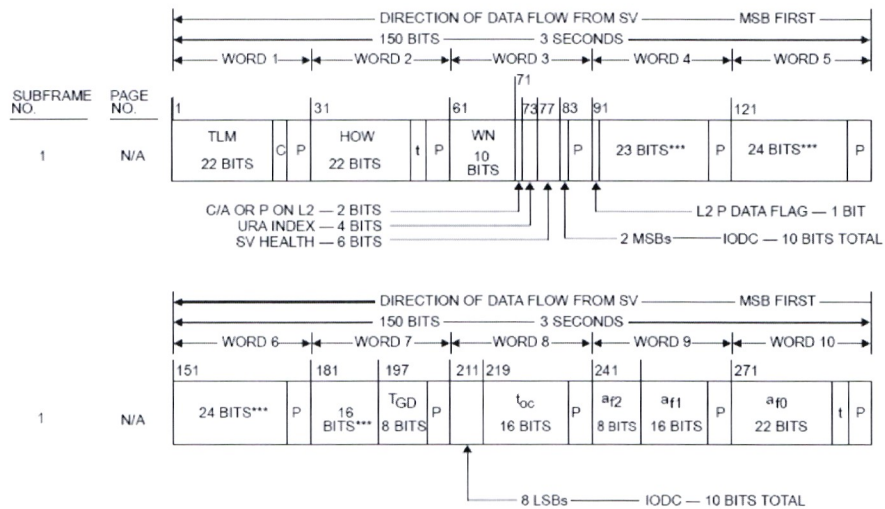 DIRECTION OF DATA FLOW FROM SV MSB FIRST
150 BITS 3 SECONDS
WORD 1 WORD 2 WORD 3 WORD 4 WORD 5
SUBFRAME NO. PAGE NO.
71
1 31 61 73 77 83 91 121
1 N/A
TLM 22 BITS C P HOW 22 BITS t P WN 10 BITS P 23 BITS*** P 24 BITS*** P
C/A OR P ON L2 — 2 BITS
URA INDEX — 4 BITS
SV HEALTH — 6 BITS
L2 P DATA FLAG — 1 BIT
2 MSBs IODC — 10 BITS TOTAL
DIRECTION OF DATA FLOW FROM SV MSB FIRST
150 BITS 3 SECONDS
WORD 6 WORD 7 WORD 8 WORD 9 WORD 10
151 181 197 211 219 241 271
1 N/A
24 BITS*** P 16 BITS*** TGD 8 BITS P toc 16 BITS P af2 8 BITS af1 16 BITS P af0 22 BITS t P
8 LSBs IODC — 10 BITS TOTAL